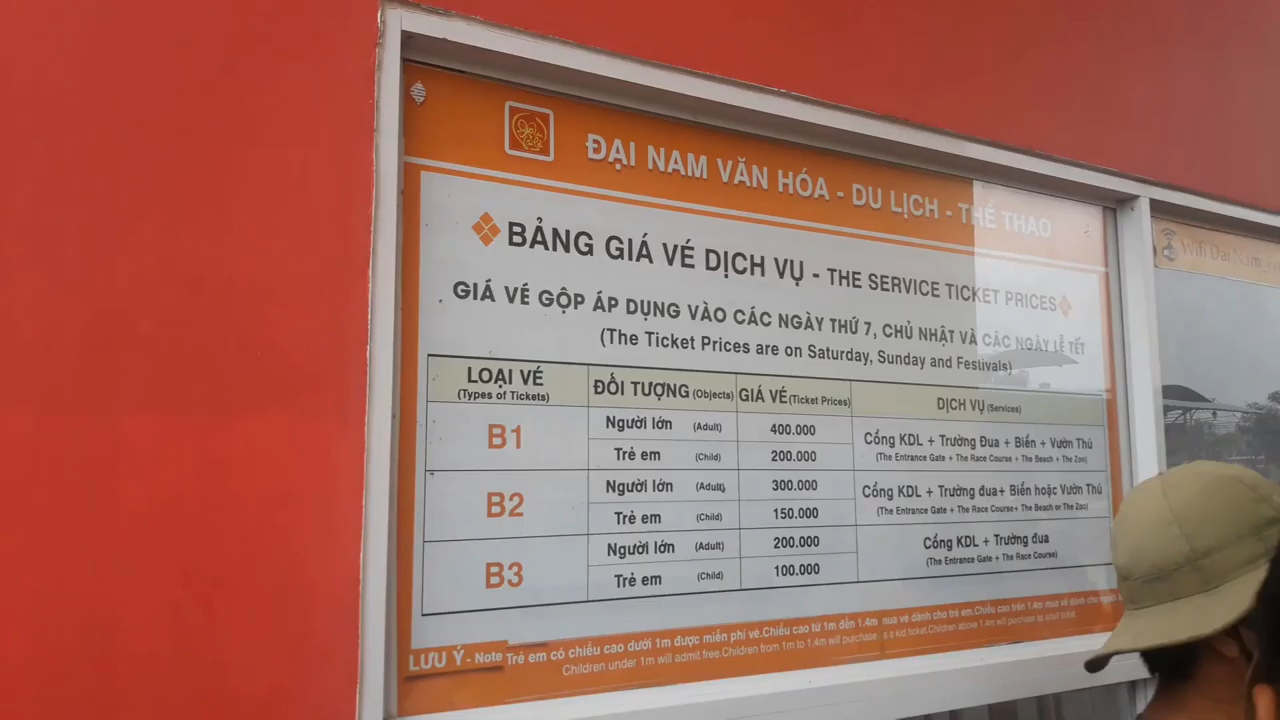 ĐẠI NAM VĂN HÓA - DU LỊCH - THỂ THAO
BẢNG GIÁ VÉ DỊCH VỤ - THE SERVICE TICKET PRICES
GIÁ VÉ GỘP ÁP DỤNG VÀO CÁC NGÀY THỨ 7, CHỦ NHẬT VÀ CÁC NGÀY LỄ TẾT
(The Ticket Prices are on Saturday, Sunday and Festivals)
LOẠI VÉ
(Types of Tickets)
ĐỐI TƯỢNG (Objects)
GIÁ VÉ (Ticket Prices)
DỊCH VỤ (Services)
B1
Người lớn (Adult) 400.000
Trẻ em (Child) 200.000
Cổng KDL + Trường Đua + Biển + Vườn Thú
(The Entrance Gate + The Race Course + The Beach + The Zoo)
B2
Người lớn (Adult) 300.000
Trẻ em (Child) 150.000
Cổng KDL + Trường đua+ Biển hoặc Vườn Thú
(The Entrance Gate + The Race Course+ The Beach or The Zoo)
B3
Người lớn (Adult) 200.000
Trẻ em (Child) 100.000
Cổng KDL + Trường đua
(The Entrance Gate + The Race Course)
LƯU Ý - Note Trẻ em có chiều cao dưới 1m được miễn phí vé.Chiều cao từ 1m đến 1.4m mua vé dành cho trẻ em.Chiều cao trên 1.4m mua vé dành cho người
Children under 1m will admit free.Children from 1m to 1.4m will purchase s a kid ticket.Children above 1.4m will purchase as adult ticket.
Wifi Dai Nam